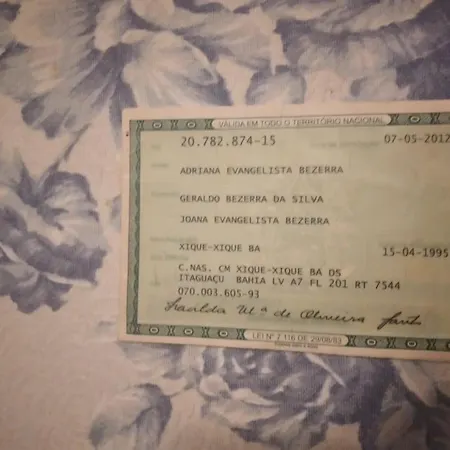 VÁLIDA EM TODO O TERRITÓRIO NACIONAL
20.782.874-15 07-05-2012
ADRIANA EVANGELISTA BEZERRA
GERALDO BEZERRA DA SILVA
JOANA EVANGELISTA BEZERRA
XIQUE-XIQUE BA 15-04-1995
C.NAS. CM XIQUE-XIQUE BA DS
ITAGUAÇU BAHIA LV A7 FL 201 RT 7544
070.003.605-93
Mª de Oliveira
LEI Nº 7.116 DE 29/08/83